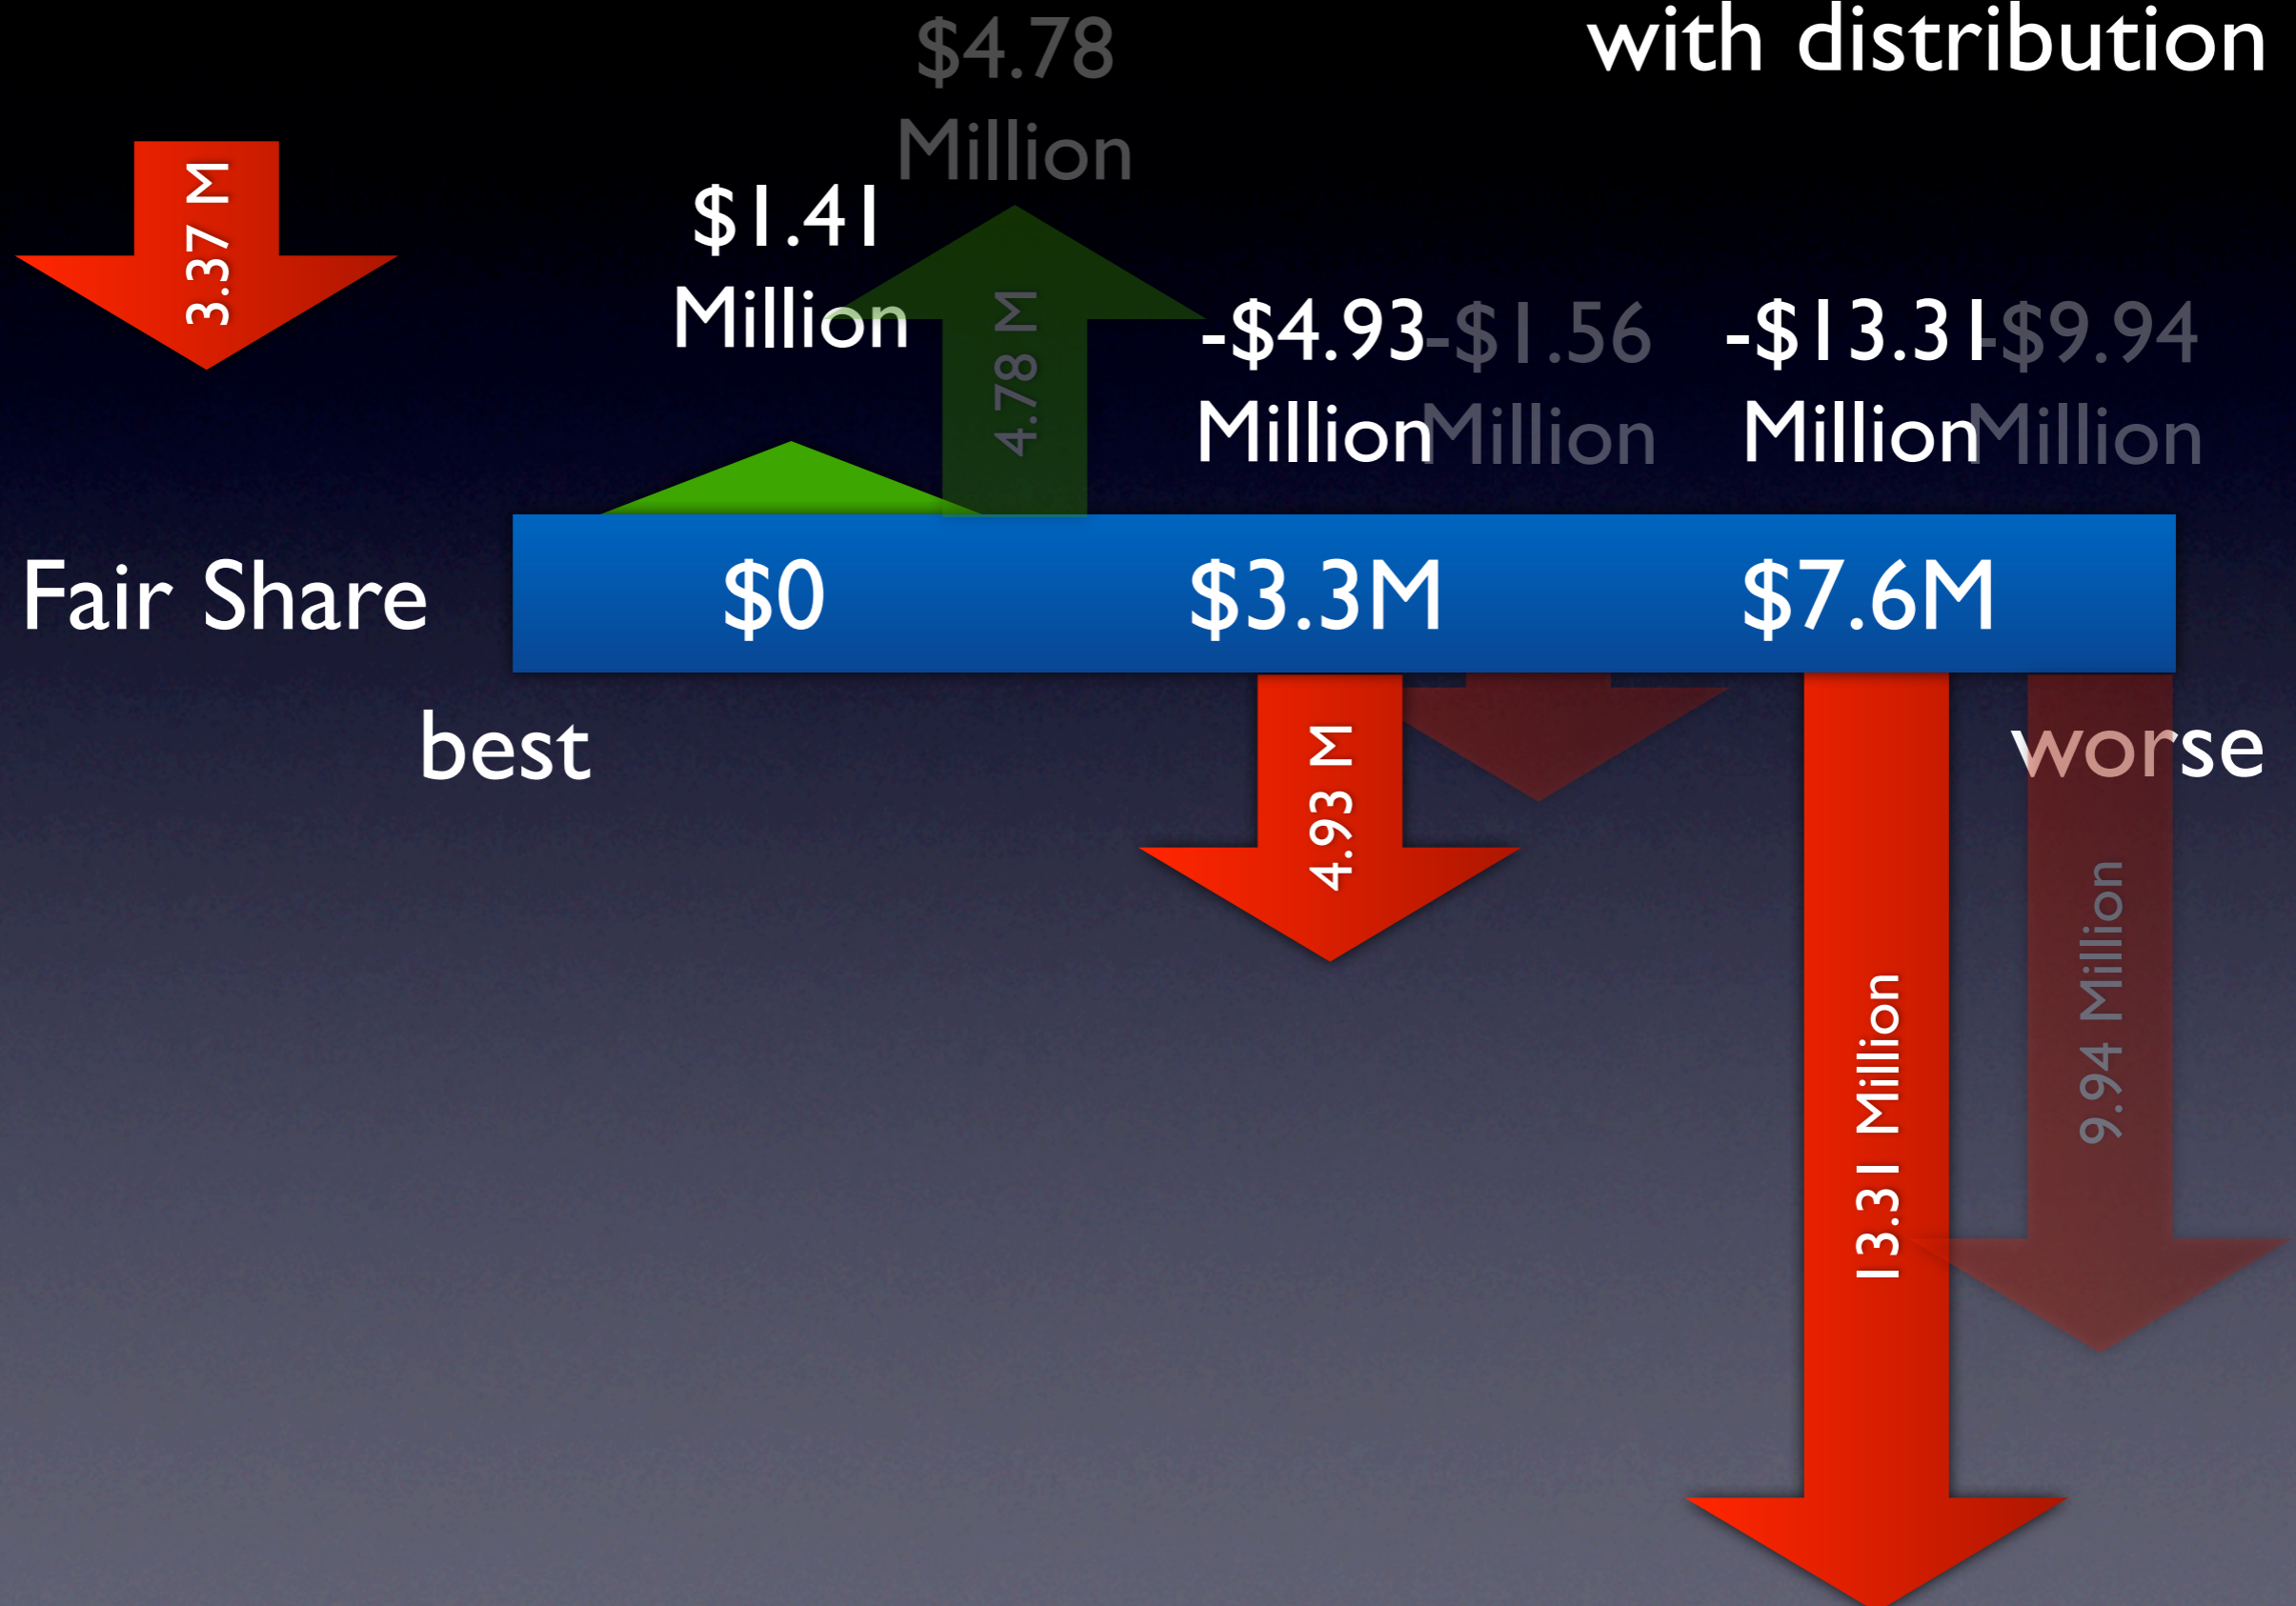 with distribution
$4.78
Million
3.37 M
$1.41
Million
4.78 M
-$4.93
Million
-$1.56
Million
-$13.31
Million
-$9.94
Million
Fair Share
$0
$3.3M
$7.6M
best
worse
4.93 M
13.31 Million
9.94 Million